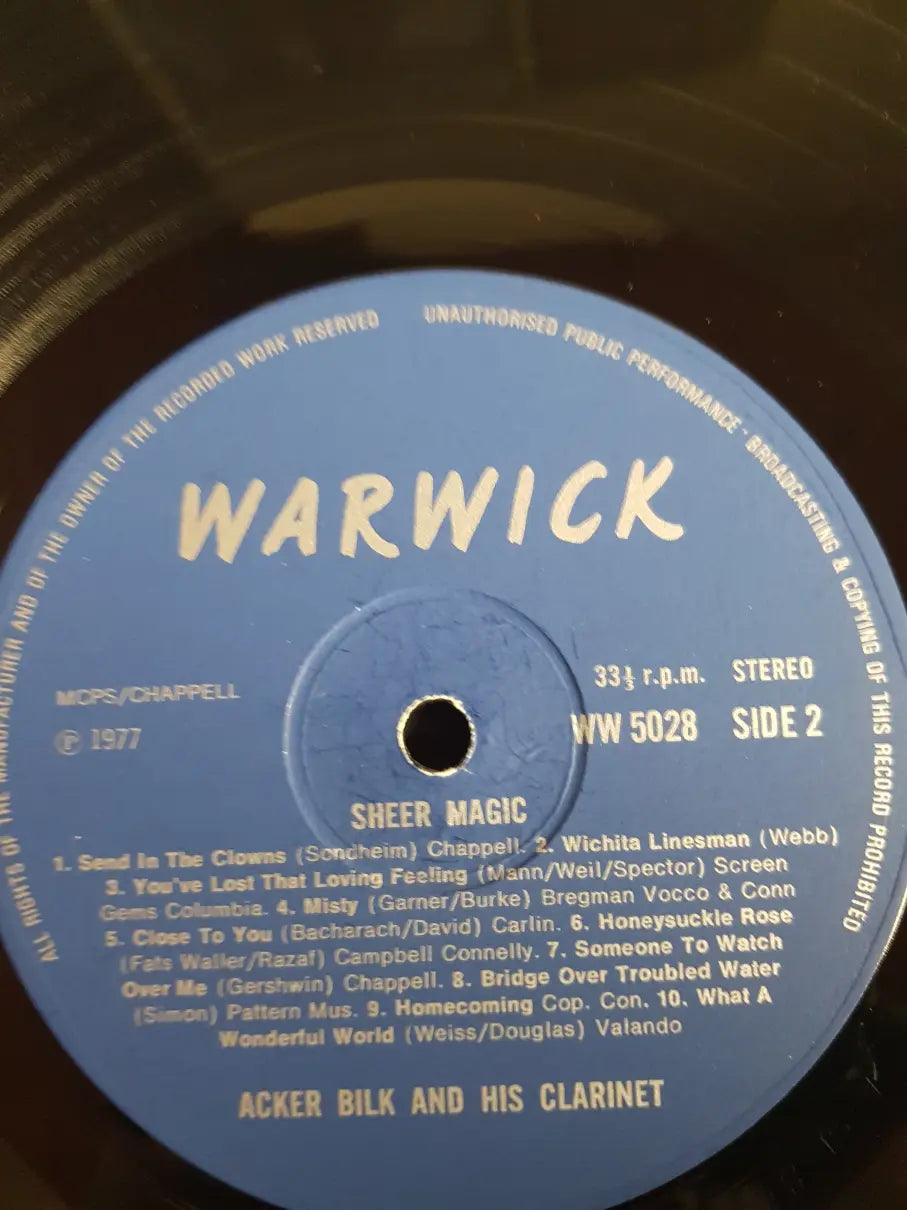 ALL RIGHTS OF THE MANUFACTURER AND OF THE OWNER OF THE RECORDED WORK RESERVED
UNAUTHORISED PUBLIC PERFORMANCE · BROADCASTING & COPYING OF THIS RECORD PROHIBITED
WARWICK
MCPS/CHAPPELL
℗ 1977
33⅓ r.p.m. STEREO
WW 5028 SIDE 2
SHEER MAGIC
1. Send In The Clowns (Sondheim) Chappell. 2. Wichita Linesman (Webb)
3. You've Lost That Loving Feeling (Mann/Weil/Spector) Screen
Gems Columbia. 4. Misty (Garner/Burke) Bregman Vocco & Conn
5. Close To You (Bacharach/David) Carlin. 6. Honeysuckle Rose
(Fats Waller/Razaf) Campbell Connelly. 7. Someone To Watch
Over Me (Gershwin) Chappell. 8. Bridge Over Troubled Water
(Simon) Pattern Mus. 9. Homecoming Cop. Con. 10. What A
Wonderful World (Weiss/Douglas) Valando
ACKER BILK AND HIS CLARINET